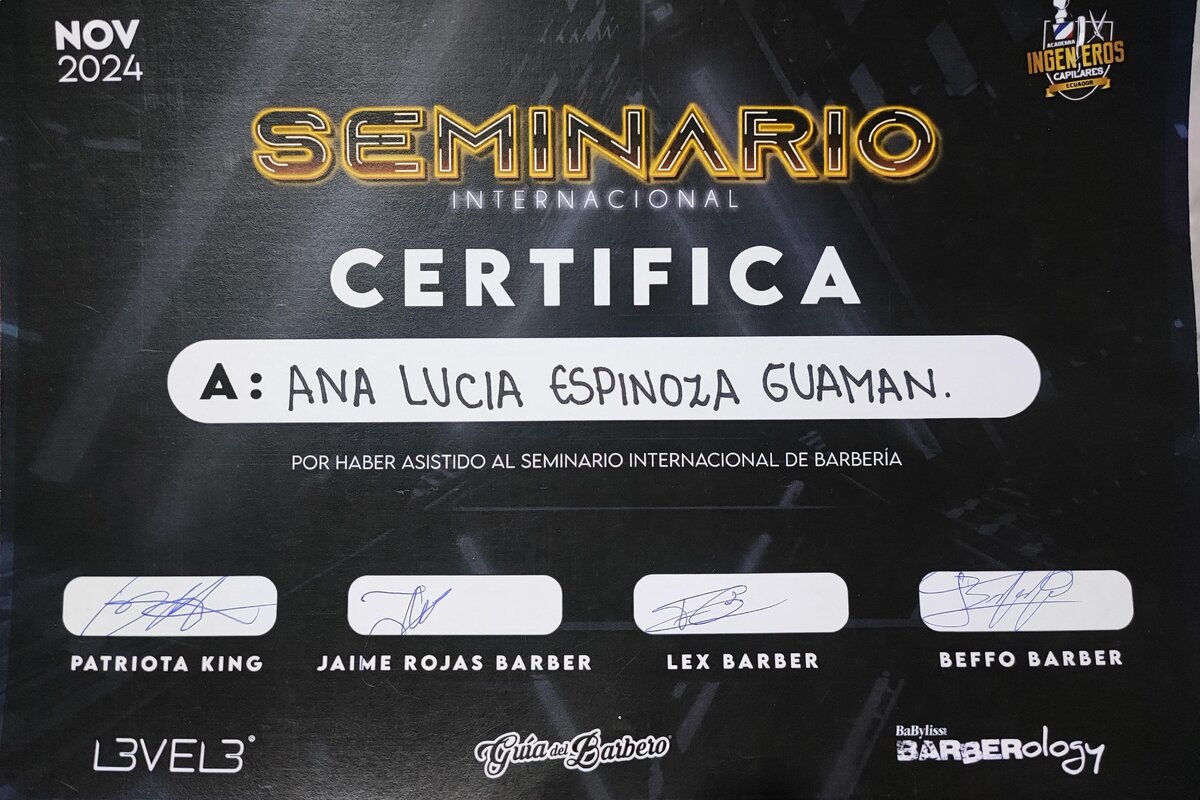 NOV
2024
ACADEMIA
INGENIEROS
CAPILARES
ECUADOR
SEMINARIO
INTERNACIONAL
CERTIFICA
A: ANA LUCIA ESPINOZA GUAMAN.
POR HABER ASISTIDO AL SEMINARIO INTERNACIONAL DE BARBERÍA
PATRIOTA KING
JAIME ROJAS BARBER
LEX BARBER
BEFFO BARBER
L3VEL3
Guía del Barbero
BaBylissPRO
BARBERology